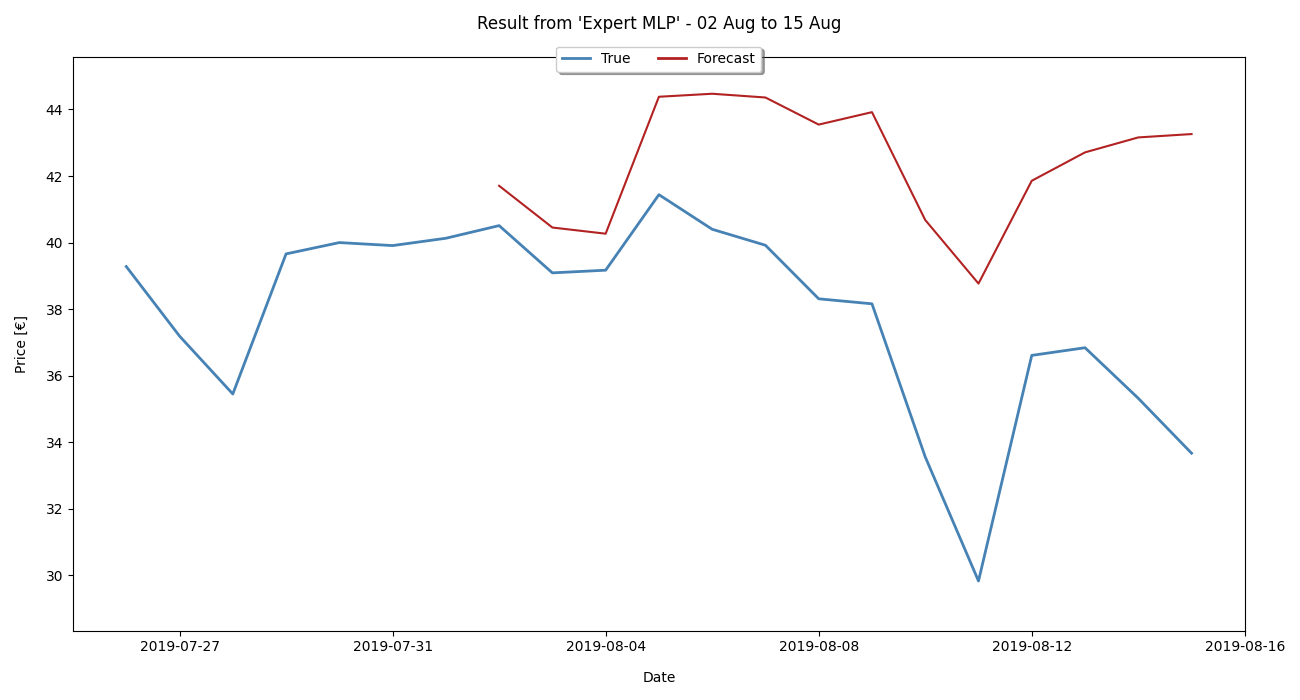 Result from 'Expert MLP' - 02 Aug to 15 Aug
True Forecast
44
42
40
38
36
34
32
30
Price [€]
2019-07-27 2019-07-31 2019-08-04 2019-08-08 2019-08-12 2019-08-16
Date